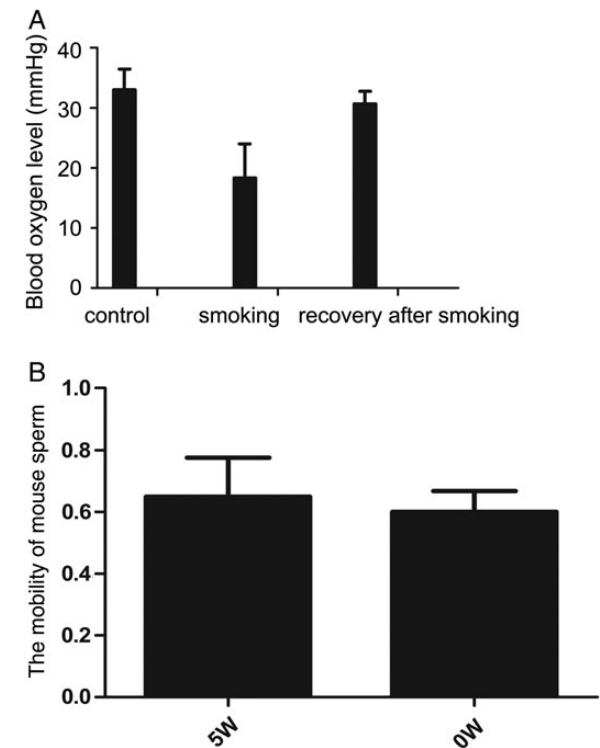 A
Blood oxygen level (mmHg)
40
30
20
10
0
control smoking recovery after smoking
B
The mobility of mouse sperm
1.0
0.8
0.6
0.4
0.2
0.0
5W 0W